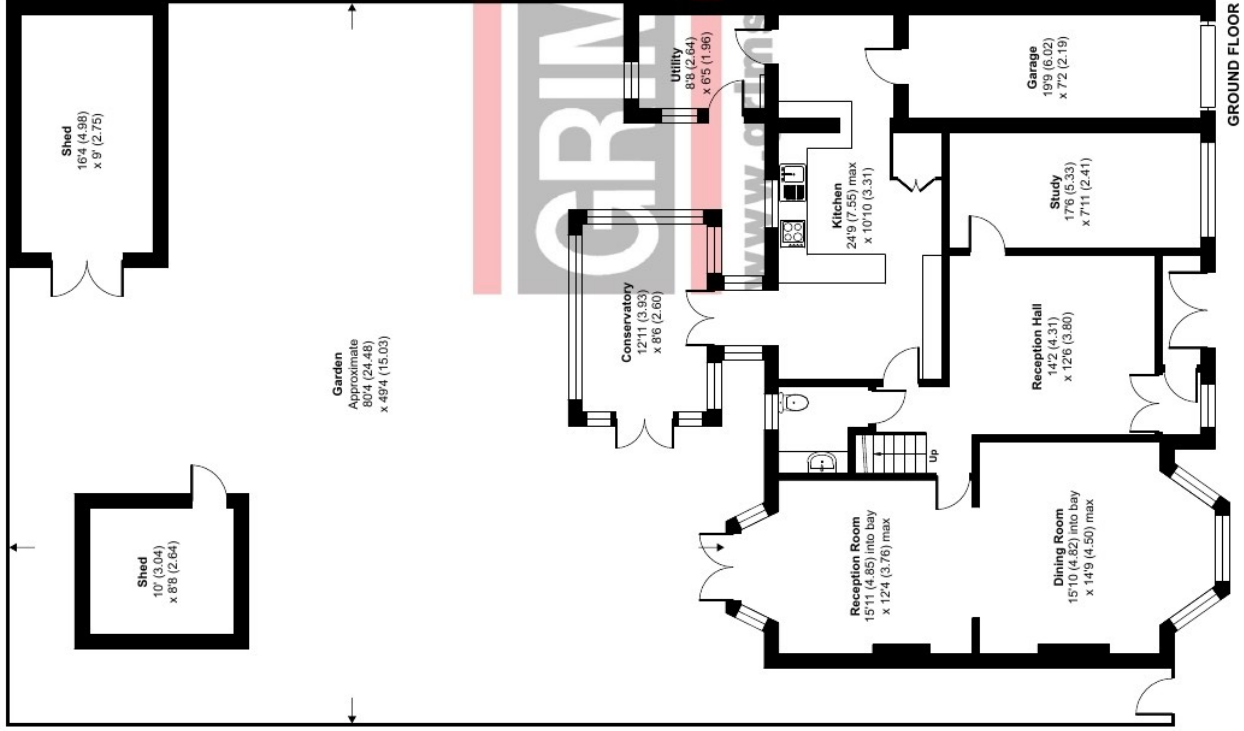 Shed
16'4 (4.98)
x 9' (2.75)
Utility
8'8 (2.64)
x 6'5 (1.96)
Garage
19'9 (6.02)
x 7'2 (2.19)
GROUND FLOOR
Kitchen
24'9 (7.55) max
x 10'10 (3.31)
Study
17'6 (5.33)
x 7'11 (2.41)
Conservatory
12'11 (3.93)
x 8'6 (2.60)
Reception Hall
14'2 (4.31)
x 12'6 (3.80)
Garden
Approximate
80'4 (24.48)
x 49'4 (15.03)
Up
Shed
10' (3.04)
x 8'8 (2.64)
Reception Room
15'11 (4.85) into bay
x 12'4 (3.76) max
Dining Room
15'10 (4.82) into bay
x 14'9 (4.50) max